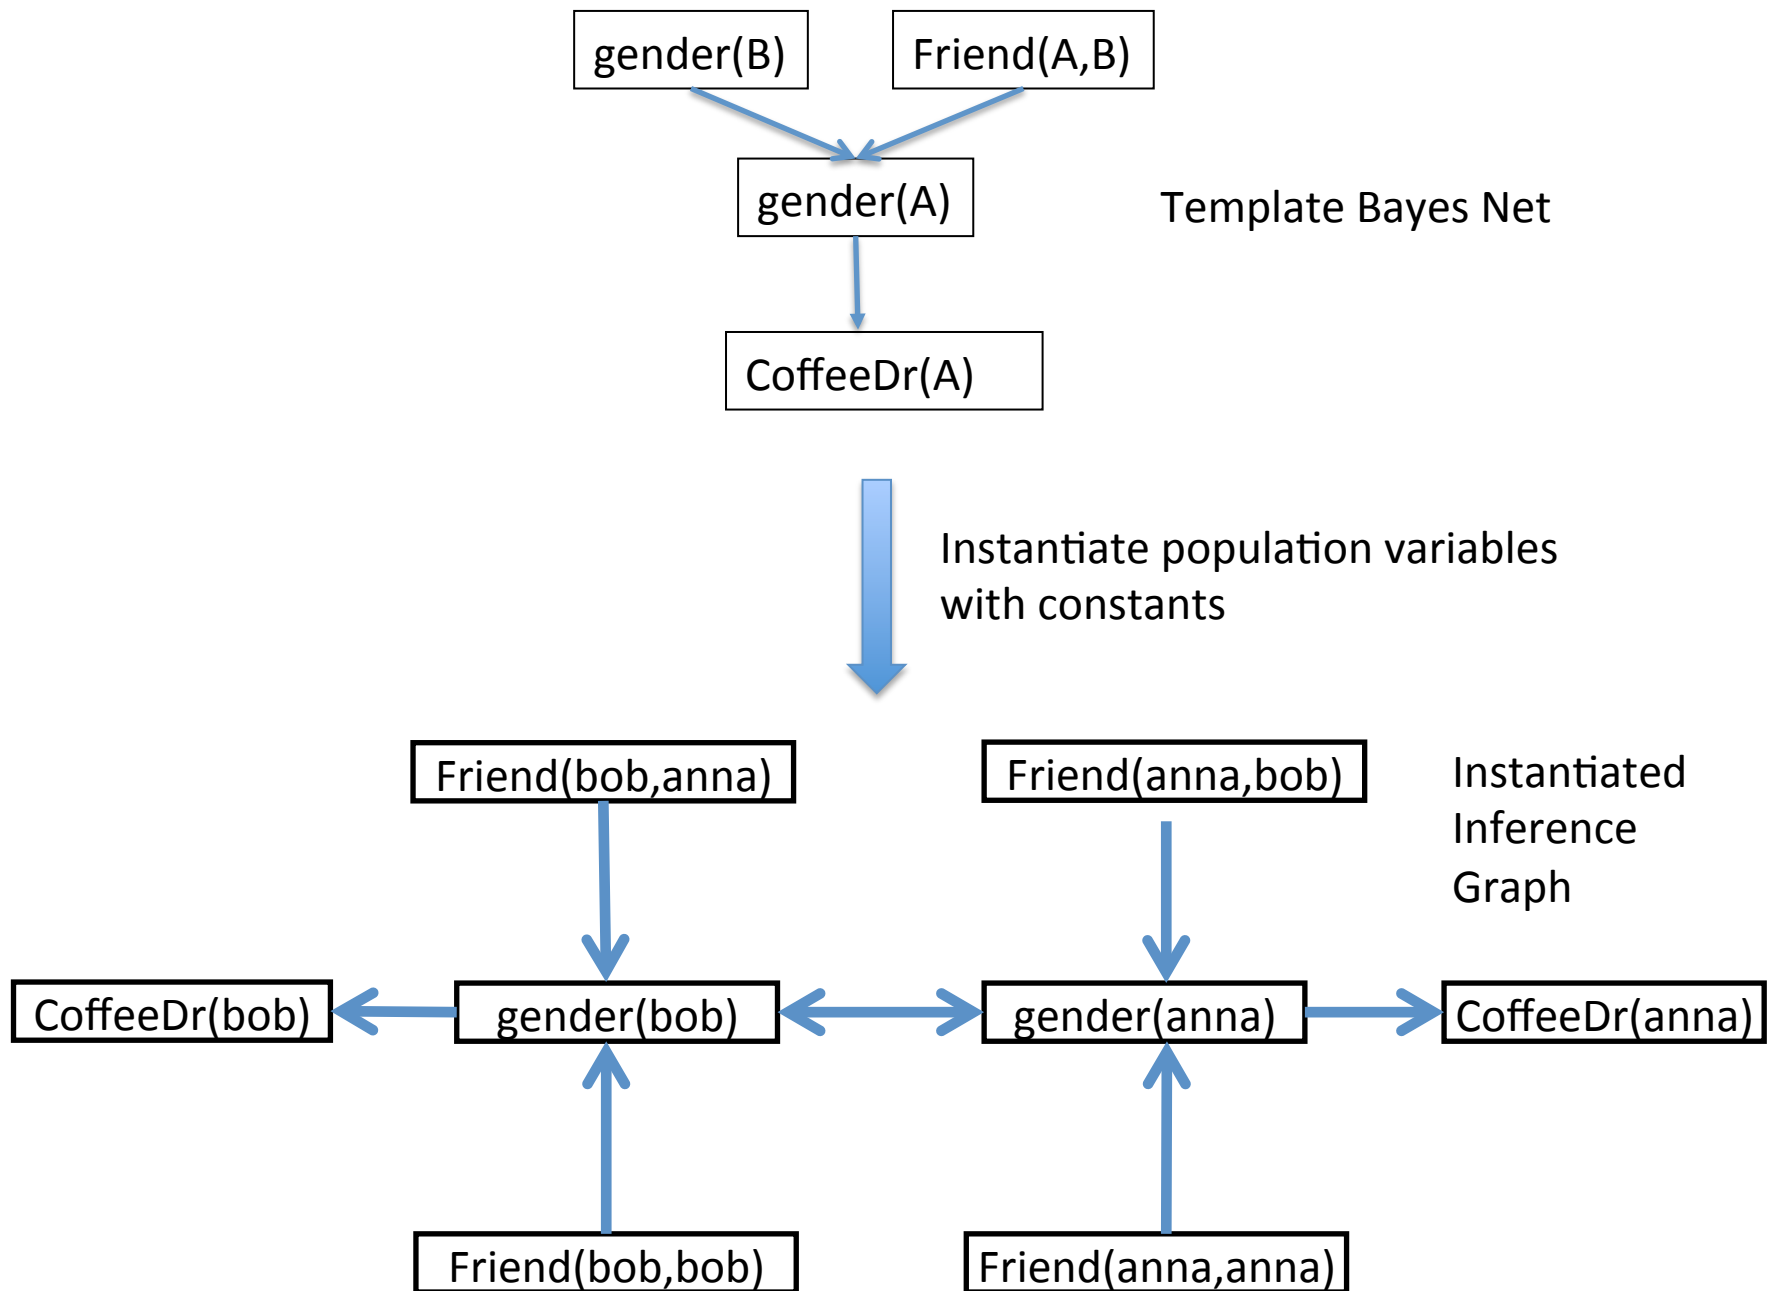 gender(B)
Friend(A,B)
gender(A)
Template Bayes Net
CoffeeDr(A)
Instantiate population variables
with constants
Friend(bob,anna)
Friend(anna,bob)
Instantiated
Inference
Graph
CoffeeDr(bob)
gender(bob)
gender(anna)
CoffeeDr(anna)
Friend(bob,bob)
Friend(anna,anna)